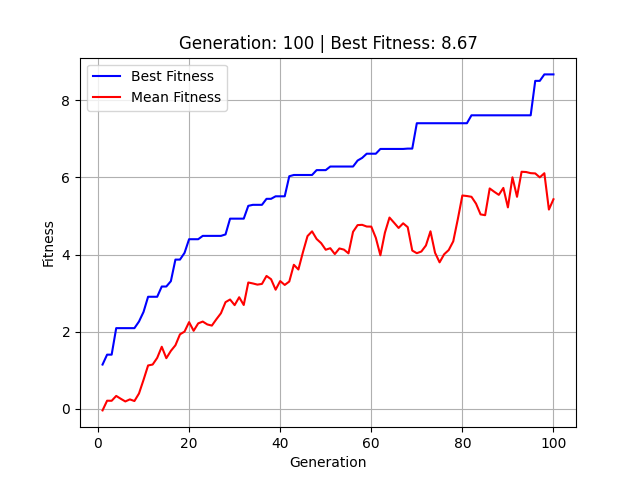 Generation: 100 | Best Fitness: 8.67
Best Fitness
Mean Fitness
8
6
4
2
0
Fitness
0 20 40 60 80 100
Generation